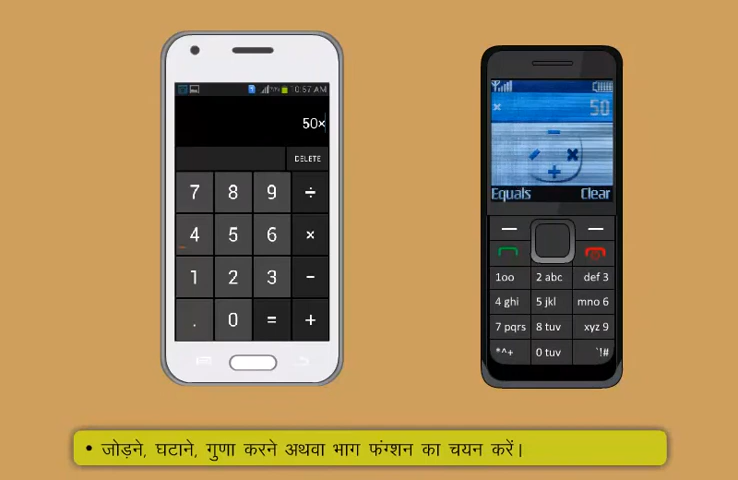 10:57 AM
50×
DELETE
7 8 9 ÷
4 5 6 ×
1 2 3 −
. 0 = +
× 50
− ÷ × +
Equals Clear
1oo 2 abc def 3
4 ghi 5 jkl mno 6
7 pqrs 8 tuv xyz 9
*^+ 0 tuv `!#
• जोड़ने, घटाने, गुणा करने अथवा भाग फंग्शन का चयन करें।